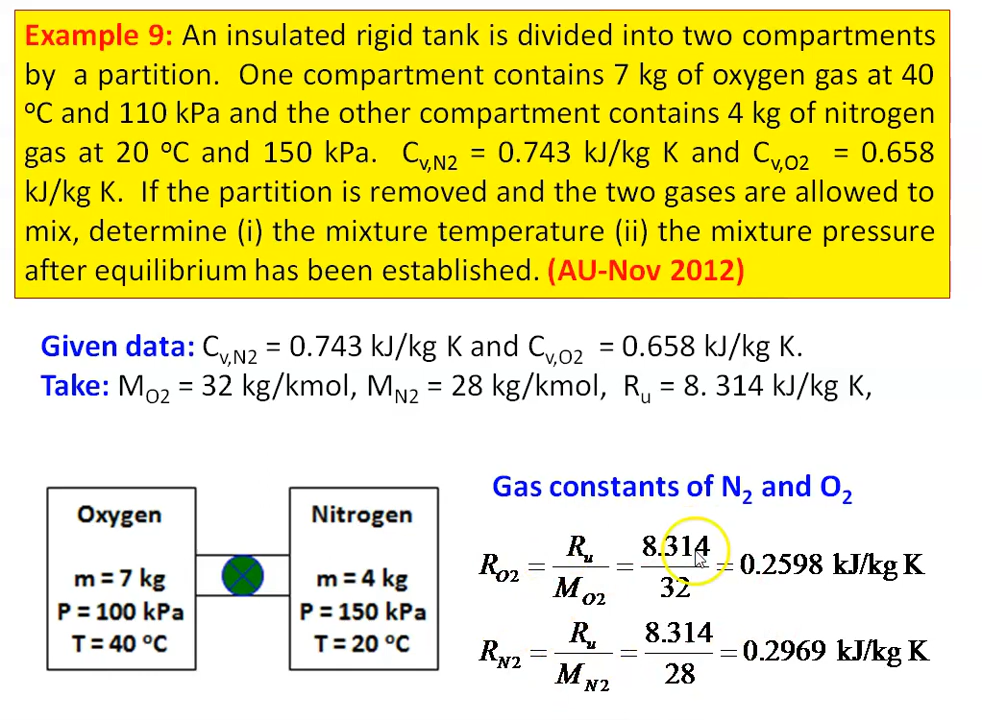 Example 9: An insulated rigid tank is divided into two compartments
by a partition. One compartment contains 7 kg of oxygen gas at 40
°C and 110 kPa and the other compartment contains 4 kg of nitrogen
gas at 20 °C and 150 kPa. Cv,N2 = 0.743 kJ/kg K and Cv,O2 = 0.658
kJ/kg K. If the partition is removed and the two gases are allowed to
mix, determine (i) the mixture temperature (ii) the mixture pressure
after equilibrium has been established. (AU-Nov 2012)
Given data: Cv,N2 = 0.743 kJ/kg K and Cv,O2 = 0.658 kJ/kg K.
Take: MO2 = 32 kg/kmol, MN2 = 28 kg/kmol, Ru = 8. 314 kJ/kg K,
Oxygen
m = 7 kg
P = 100 kPa
T = 40 °C
Nitrogen
m = 4 kg
P = 150 kPa
T = 20 °C
Gas constants of N2 and O2
RO2 = Ru / MO2 = 8.314 / 32 = 0.2598 kJ/kg K
RN2 = Ru / MN2 = 8.314 / 28 = 0.2969 kJ/kg K